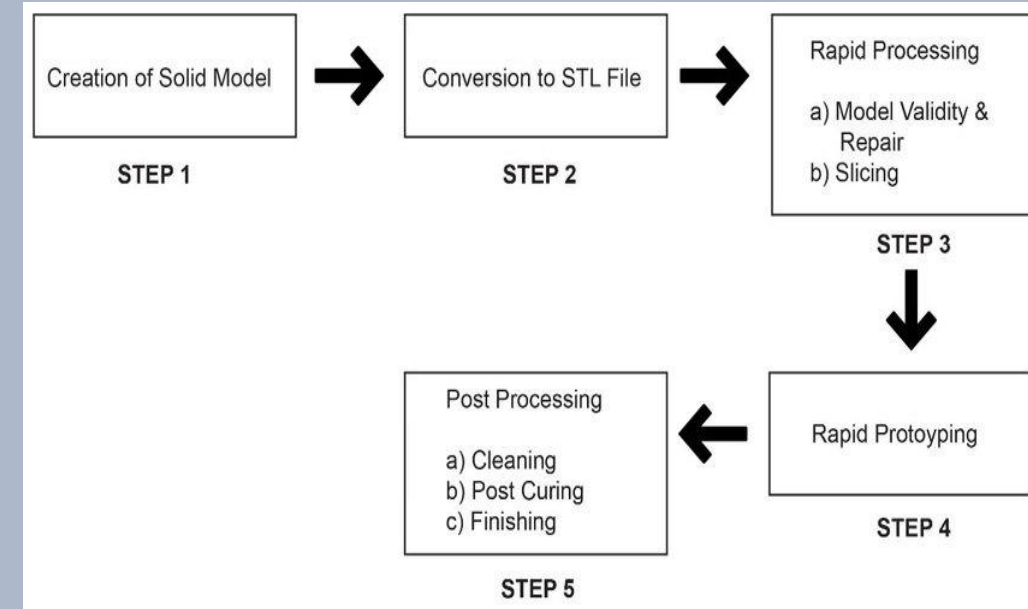 Creation of Solid Model
STEP 1
Conversion to STL File
STEP 2
Rapid Processing
a) Model Validity &
Repair
b) Slicing
STEP 3
Rapid Protoyping
STEP 4
Post Processing
a) Cleaning
b) Post Curing
c) Finishing
STEP 5